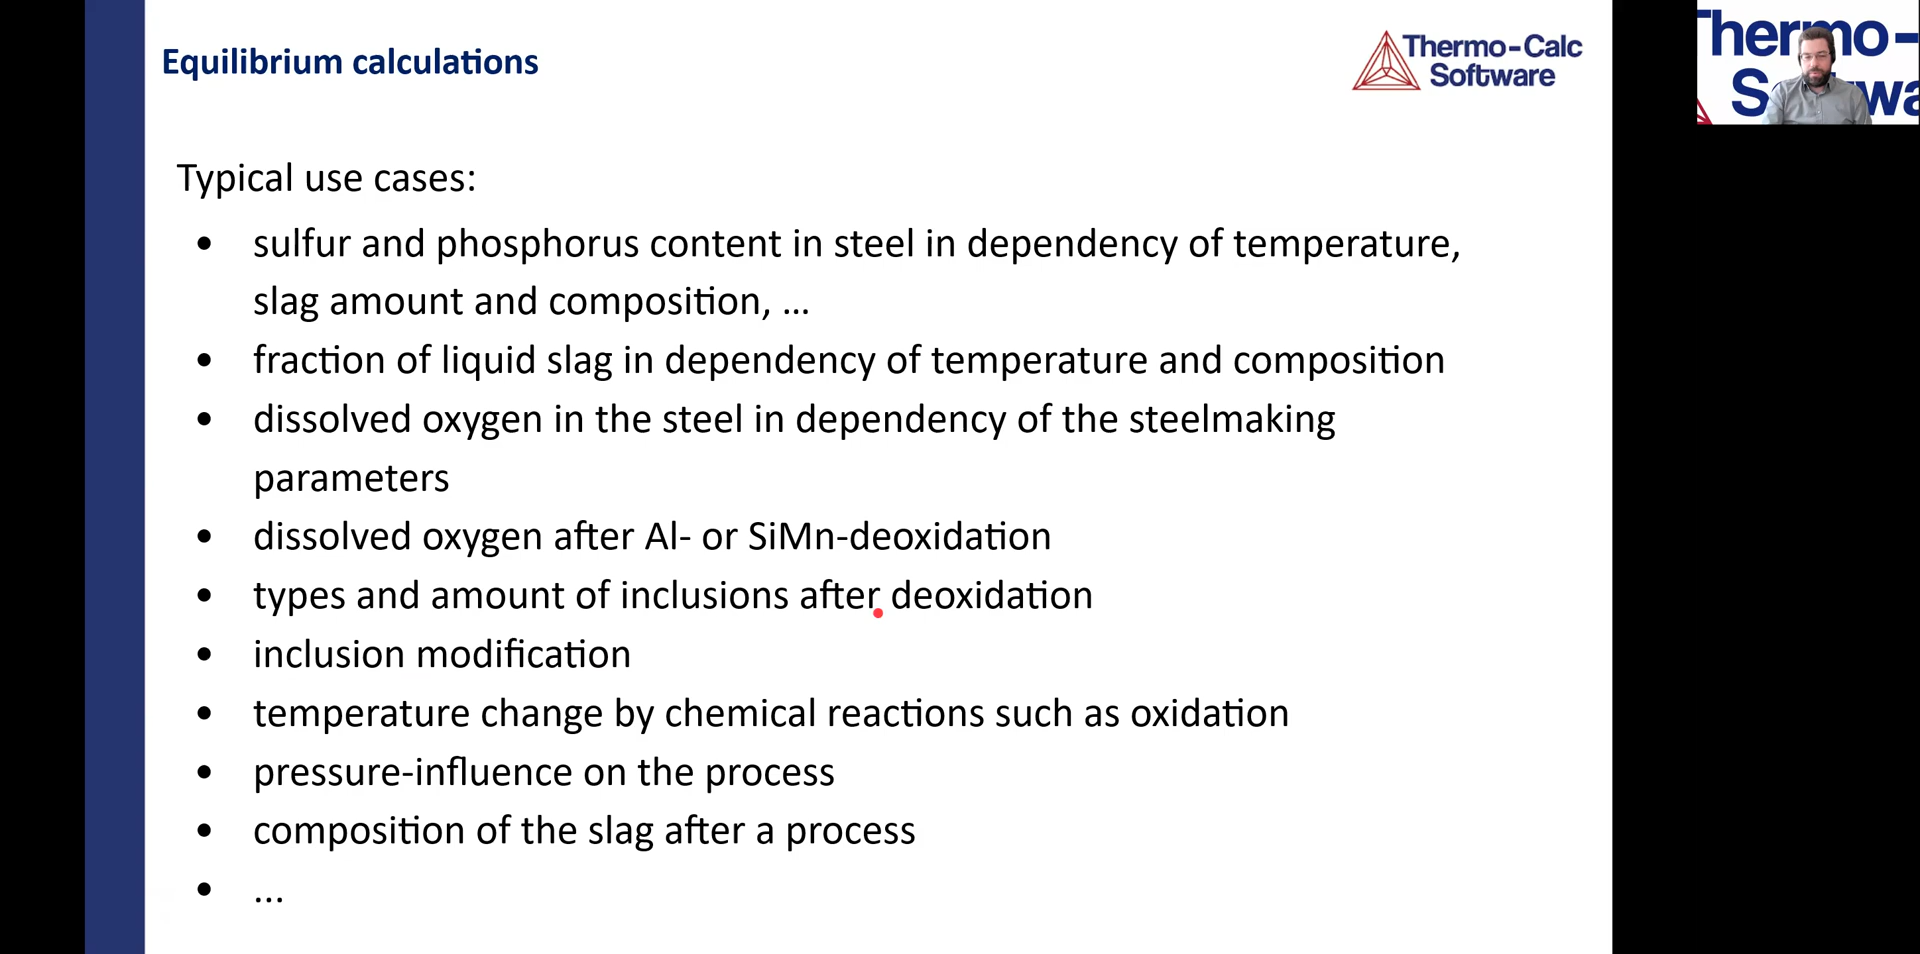 Equilibrium calculations
Thermo-Calc
Software
Typical use cases:
• sulfur and phosphorus content in steel in dependency of temperature,
slag amount and composition, ...
• fraction of liquid slag in dependency of temperature and composition
• dissolved oxygen in the steel in dependency of the steelmaking
parameters
• dissolved oxygen after Al- or SiMn-deoxidation
• types and amount of inclusions after deoxidation
• inclusion modification
• temperature change by chemical reactions such as oxidation
• pressure-influence on the process
• composition of the slag after a process
• ...